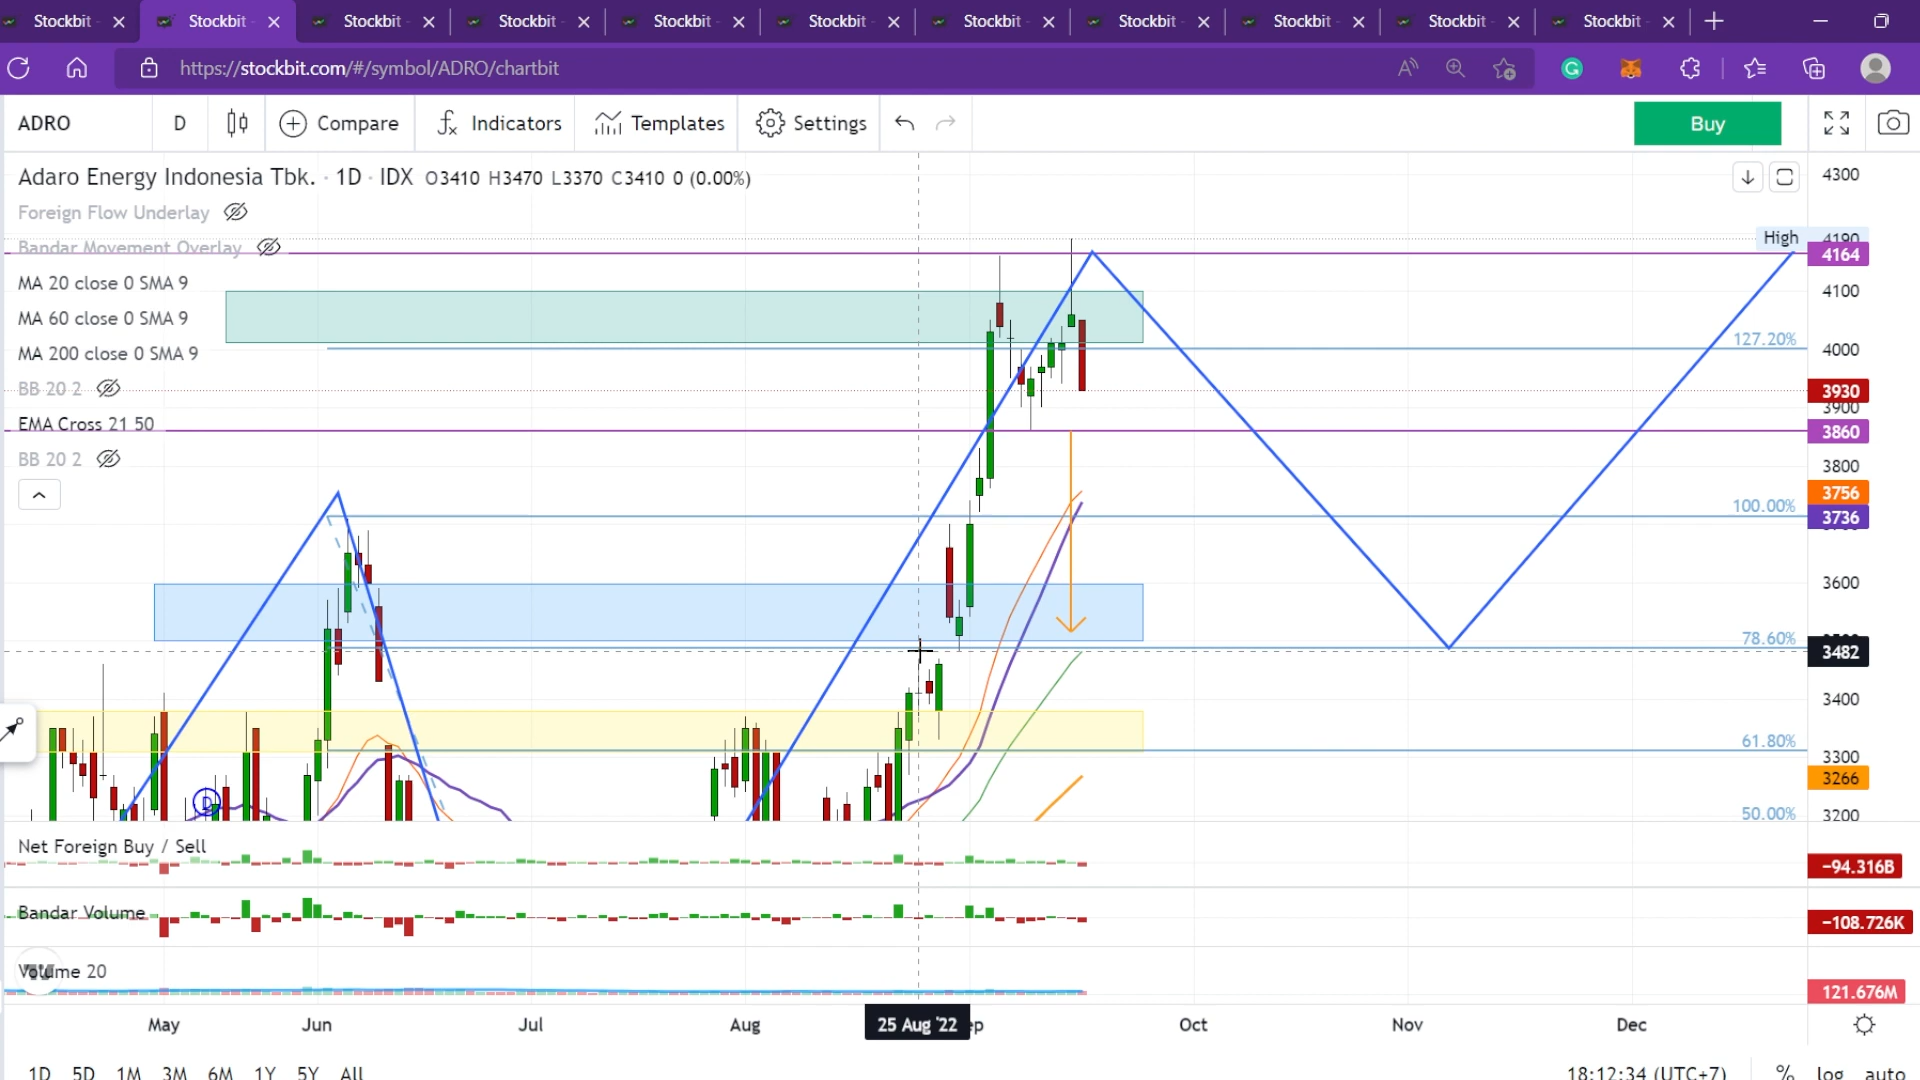 Stockbit Stockbit Stockbit Stockbit Stockbit Stockbit Stockbit Stockbit Stockbit Stockbit Stockbit
https://stockbit.com/#/symbol/ADRO/chartbit
ADRO D Compare Indicators Templates Settings Buy
Adaro Energy Indonesia Tbk. · 1D · IDX O3410 H3470 L3370 C3410 0 (0.00%)
4300
Foreign Flow Underlay
High 4190
Bandar Movement Overlay
4164
MA 20 close 0 SMA 9
4100
MA 60 close 0 SMA 9
127.20%
4000
MA 200 close 0 SMA 9
BB 20 2
3930
3900
EMA Cross 21 50
3860
BB 20 2
3800
3756
100.00%
3736
3600
78.60%
3482
3400
61.80%
3300
3266
50.00%
3200
D
Net Foreign Buy / Sell
−94.316B
Bandar Volume
−108.726K
Volume 20
121.676M
May Jun Jul Aug 25 Aug '22 Oct Nov Dec
1D 5D 1M 3M 6M 1Y 5Y All 18:12:34 (UTC+7) % log auto